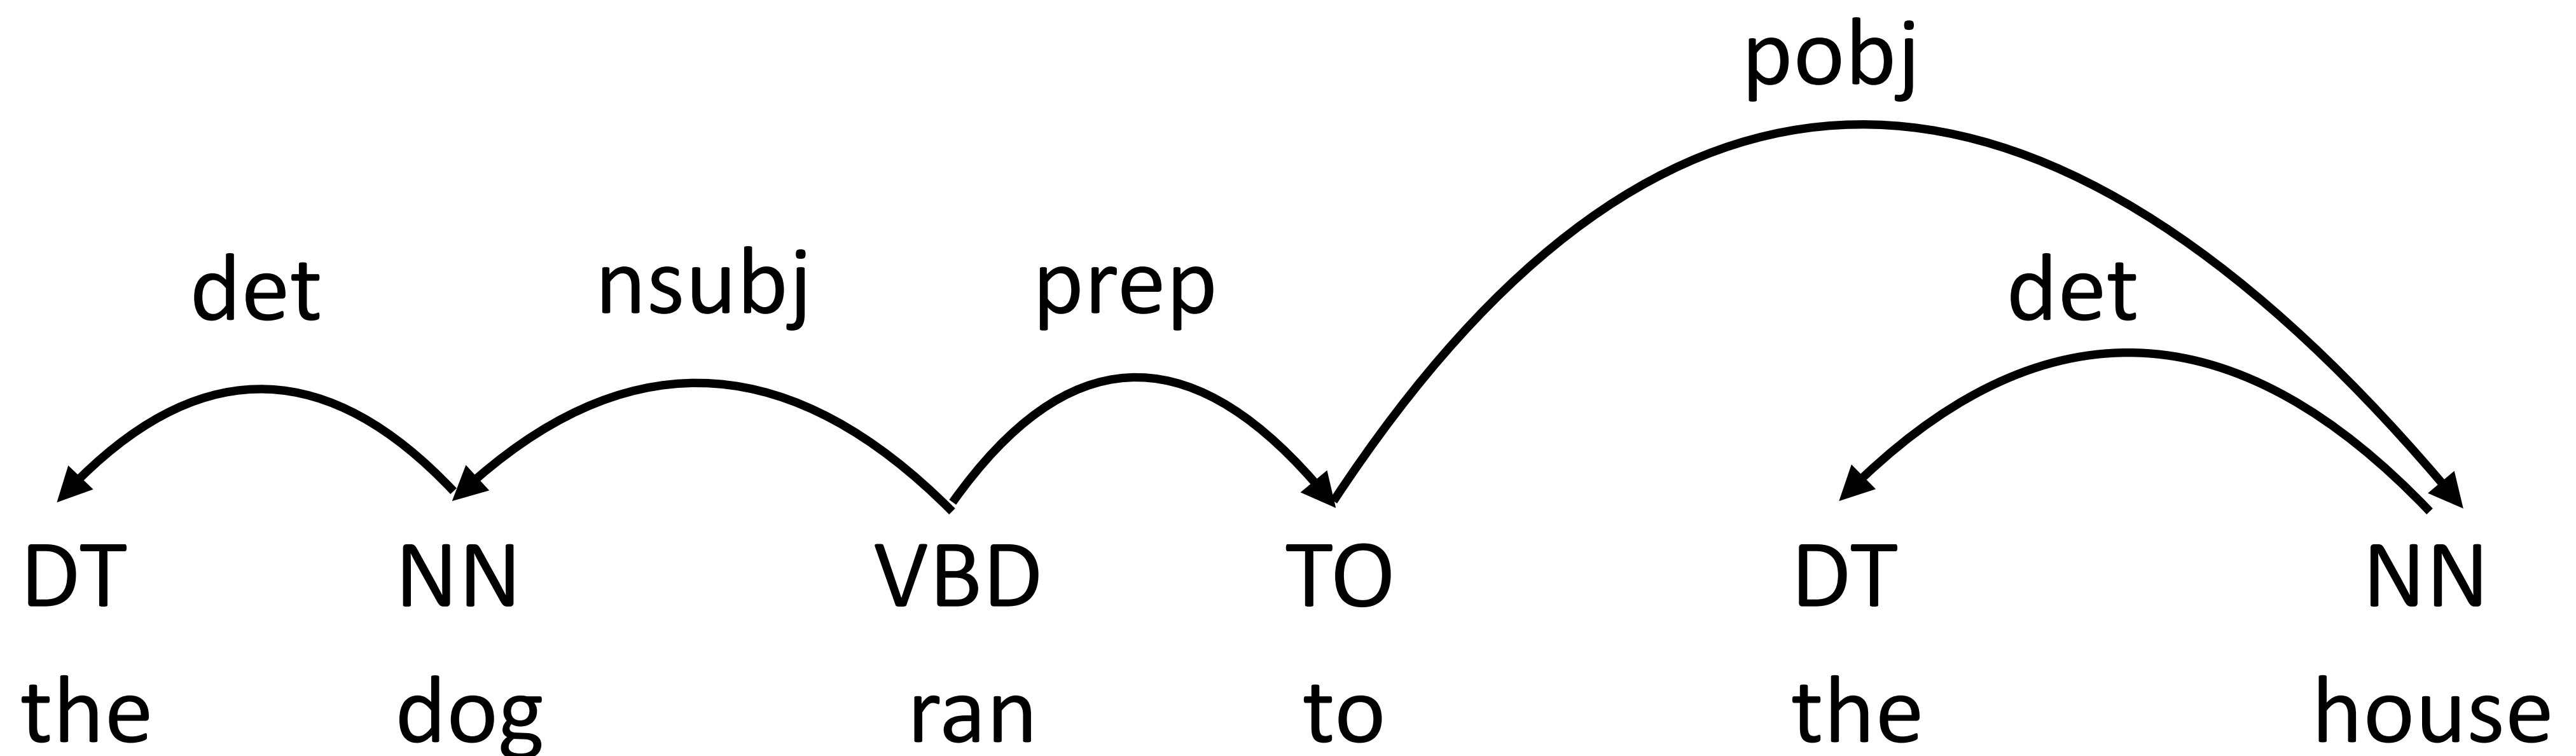 pobj
det nsubj prep det
DT NN VBD TO DT NN
the dog ran to the house